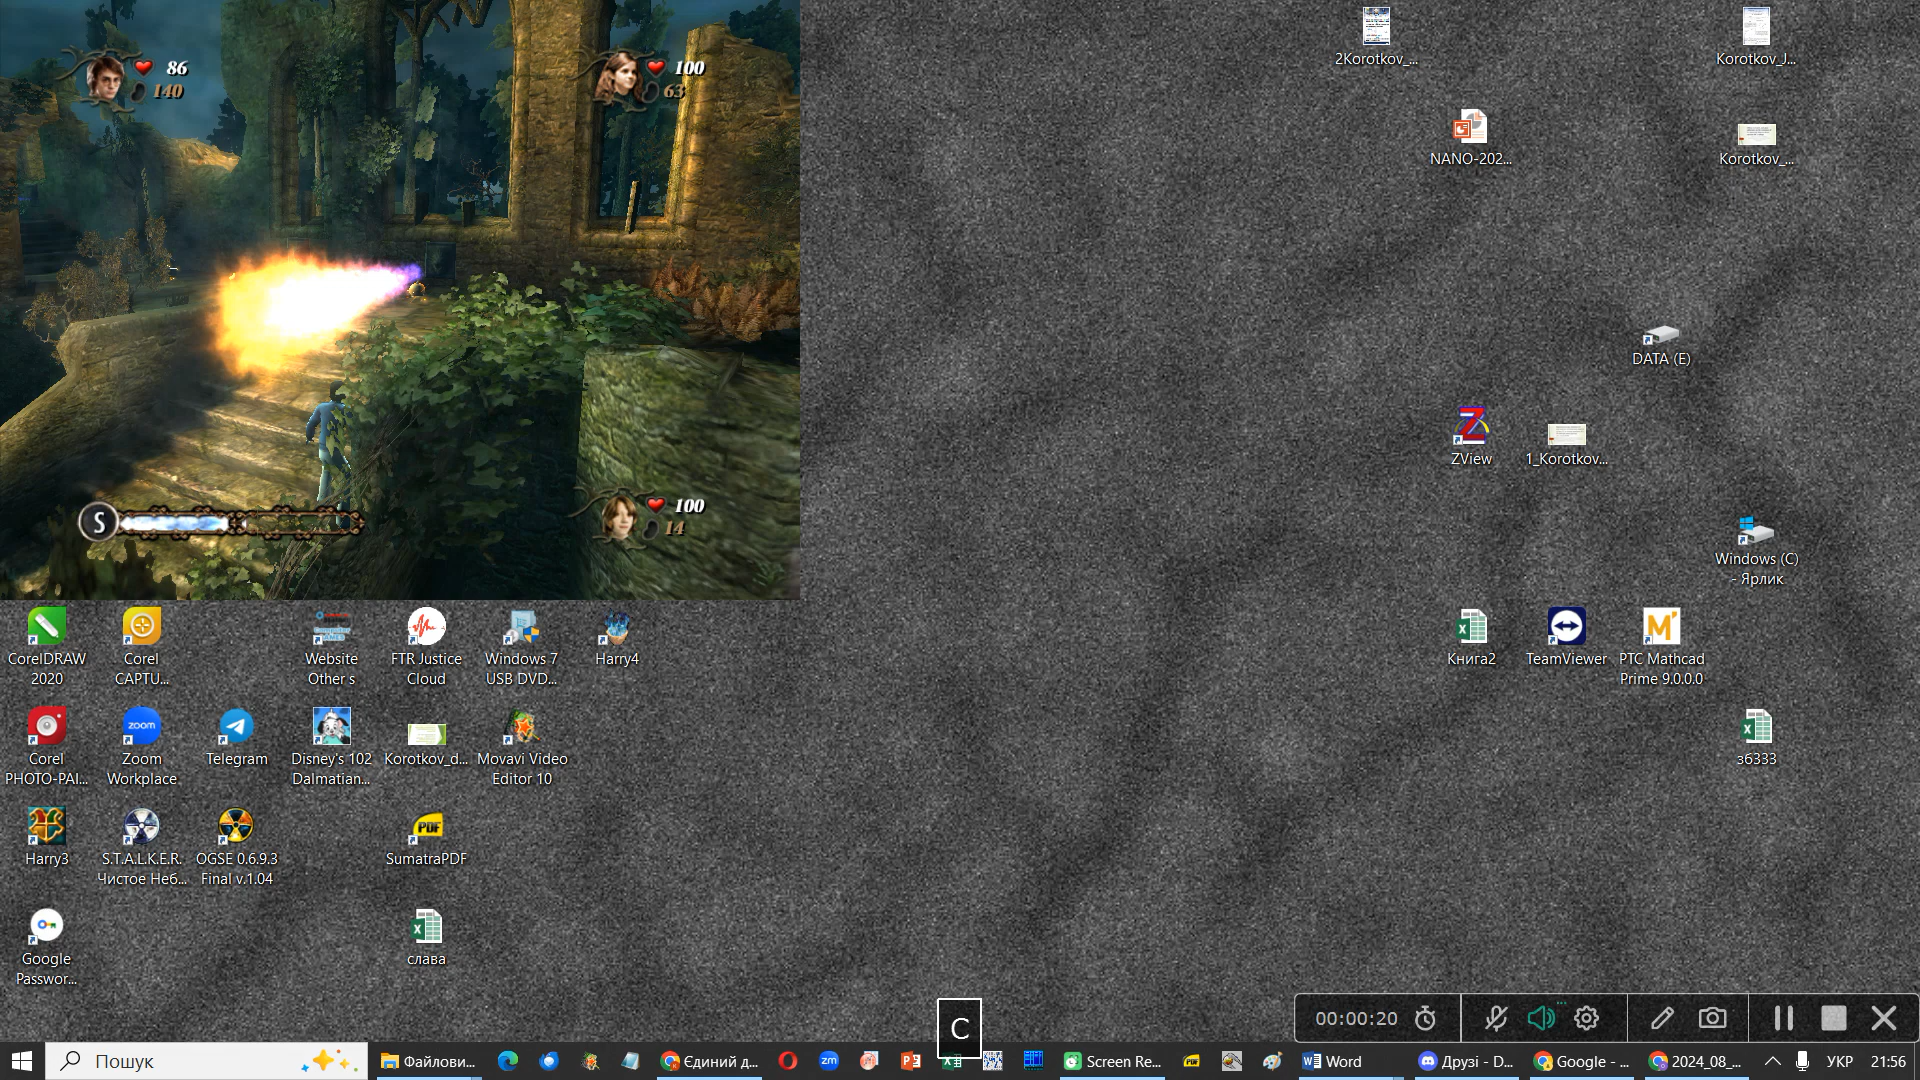 86
140
100
63
S
100
14
2Korotkov_...
Korotkov_J...
NANO-202...
Korotkov_...
DATA (E)
ZView
1_Korotkov...
Windows (C)
- Ярлик
CorelDRAW
2020
Corel
CAPTU...
Website
Other s
FTR Justice
Cloud
Windows 7
USB DVD...
Harry4
Книга2
TeamViewer
PTC Mathcad
Prime 9.0.0.0
Corel
PHOTO-PAI...
zoom
Zoom
Workplace
Telegram
Disney's 102
Dalmatian...
Korotkov_d...
Movavi Video
Editor 10
з6333
Harry3
S.T.A.L.K.E.R.
Чистое Неб...
OGSE 0.6.9.3
Final v.1.04
PDF
SumatraPDF
Google
Passwor...
слава
C
00:00:20
Пошук
Файлови...
Єдиний д...
zm
Screen Re...
PDF
Word
Друзі - D...
Google - ...
2024_08_...
УКР
21:56